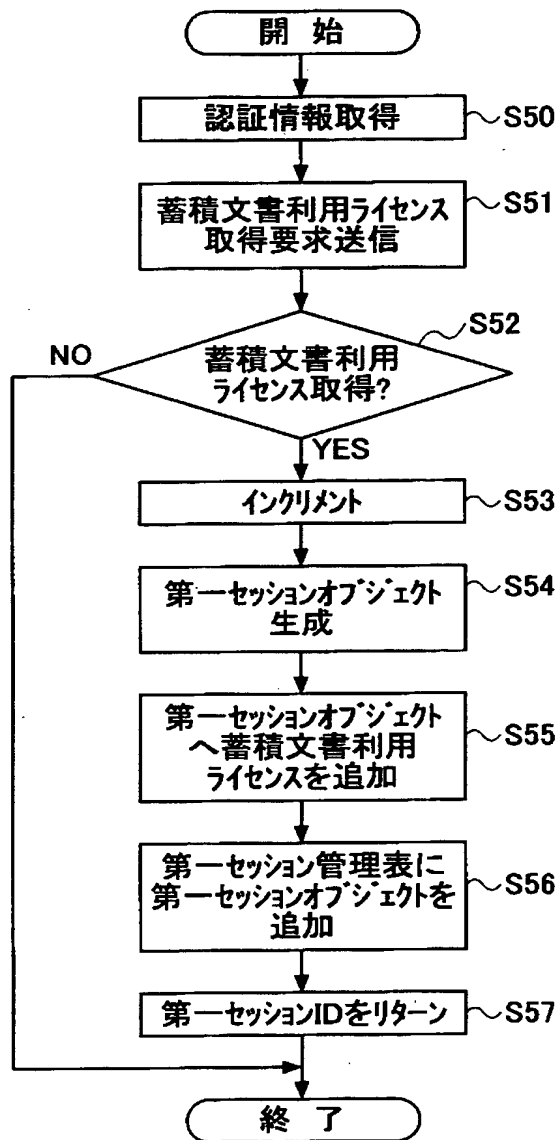 開 始
認証情報取得
S50
蓄積文書利用ライセンス
取得要求送信
S51
S52
NO
蓄積文書利用
ライセンス取得?
YES
インクリメント
S53
第一セッションオブジェクト
生成
S54
第一セッションオブジェクト
へ蓄積文書利用
ライセンスを追加
S55
第一セッション管理表に
第一セッションオブジェクトを
追加
S56
第一セッションIDをリターン
S57
終 了